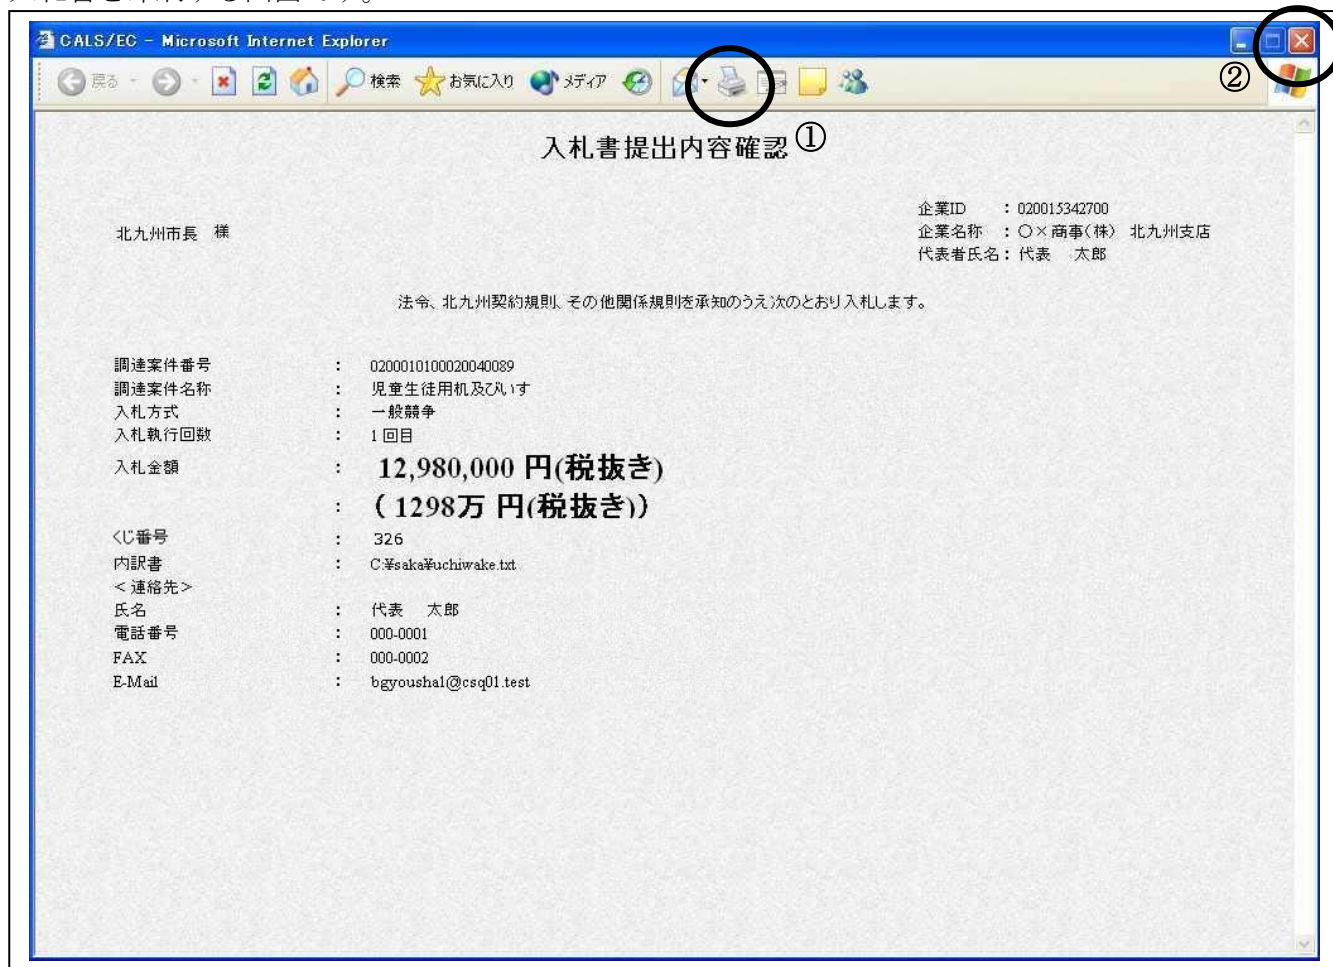 CALS/EC - Microsoft Internet Explorer
戻る 検索 お気に入り メディア
①
②
入札書提出内容確認
企業ID : 020015342700
北九州市長 様
企業名称 : ○×商事(株) 北九州支店
代表者氏名 : 代表 太郎
法令、北九州契約規則、その他関係規則を承知のうえ次のとおり入札します。
調達案件番号 : 0200010100020040089
調達案件名称 : 児童生徒用机及びいす
入札方式 : 一般競争
入札執行回数 : 1回目
入札金額 : 12,980,000 円(税抜き)
: ( 1298万 円(税抜き))
くじ番号 : 326
内訳書 : C:¥saka¥uchiwake.txt
<連絡先>
氏名 : 代表 太郎
電話番号 : 000-0001
FAX : 000-0002
E-Mail : bgyousha1@csq01.test